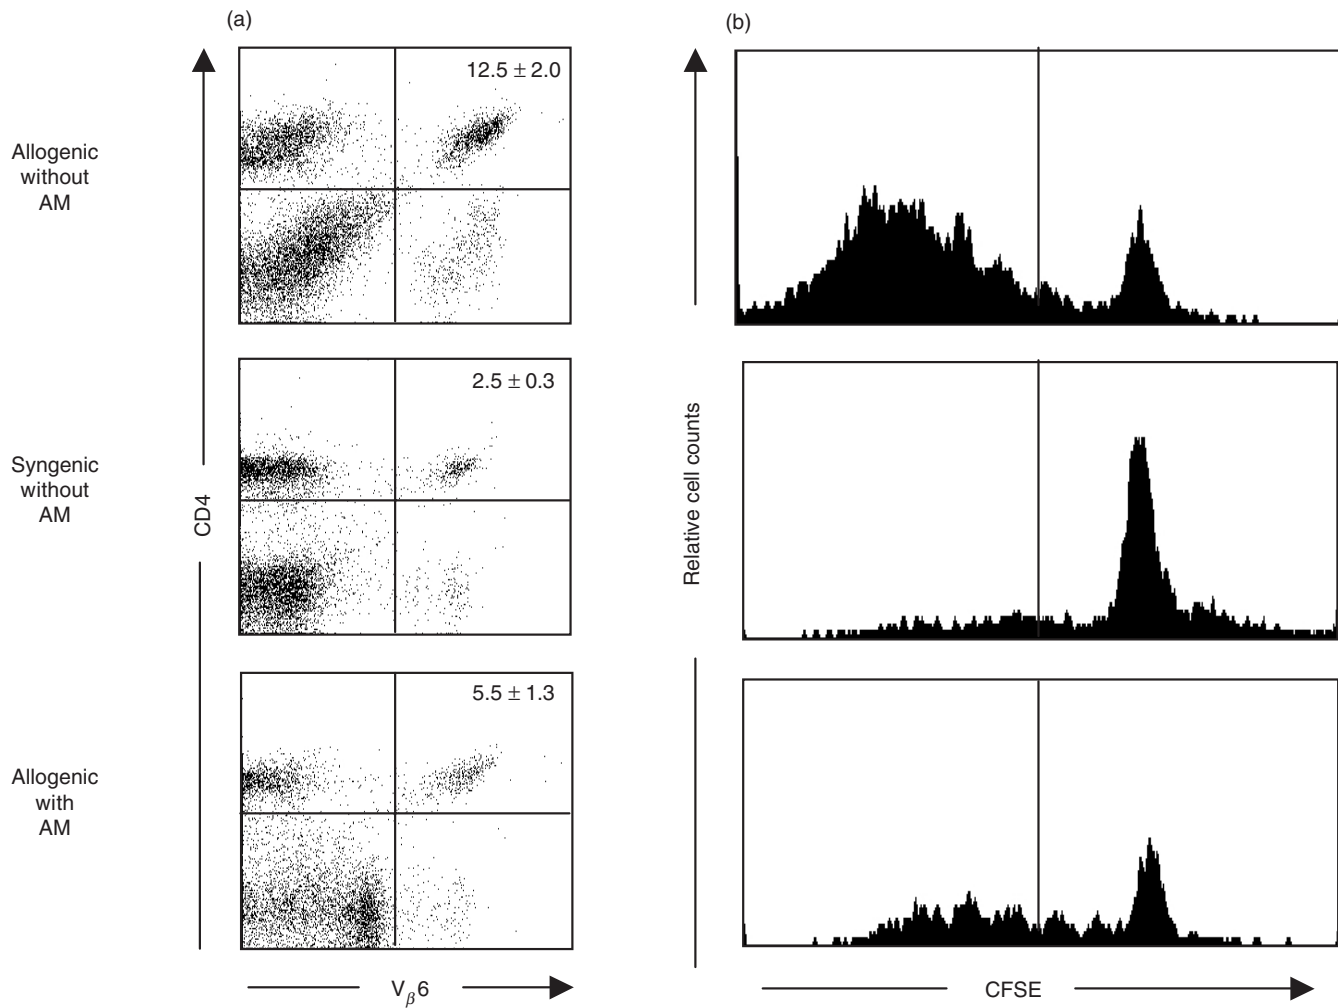 (a)
(b)
12.5 ± 2.0
Allogenic
without
AM
2.5 ± 0.3
Syngenic
without
AM
CD4
Relative cell counts
5.5 ± 1.3
Allogenic
with
AM
Vβ6
CFSE